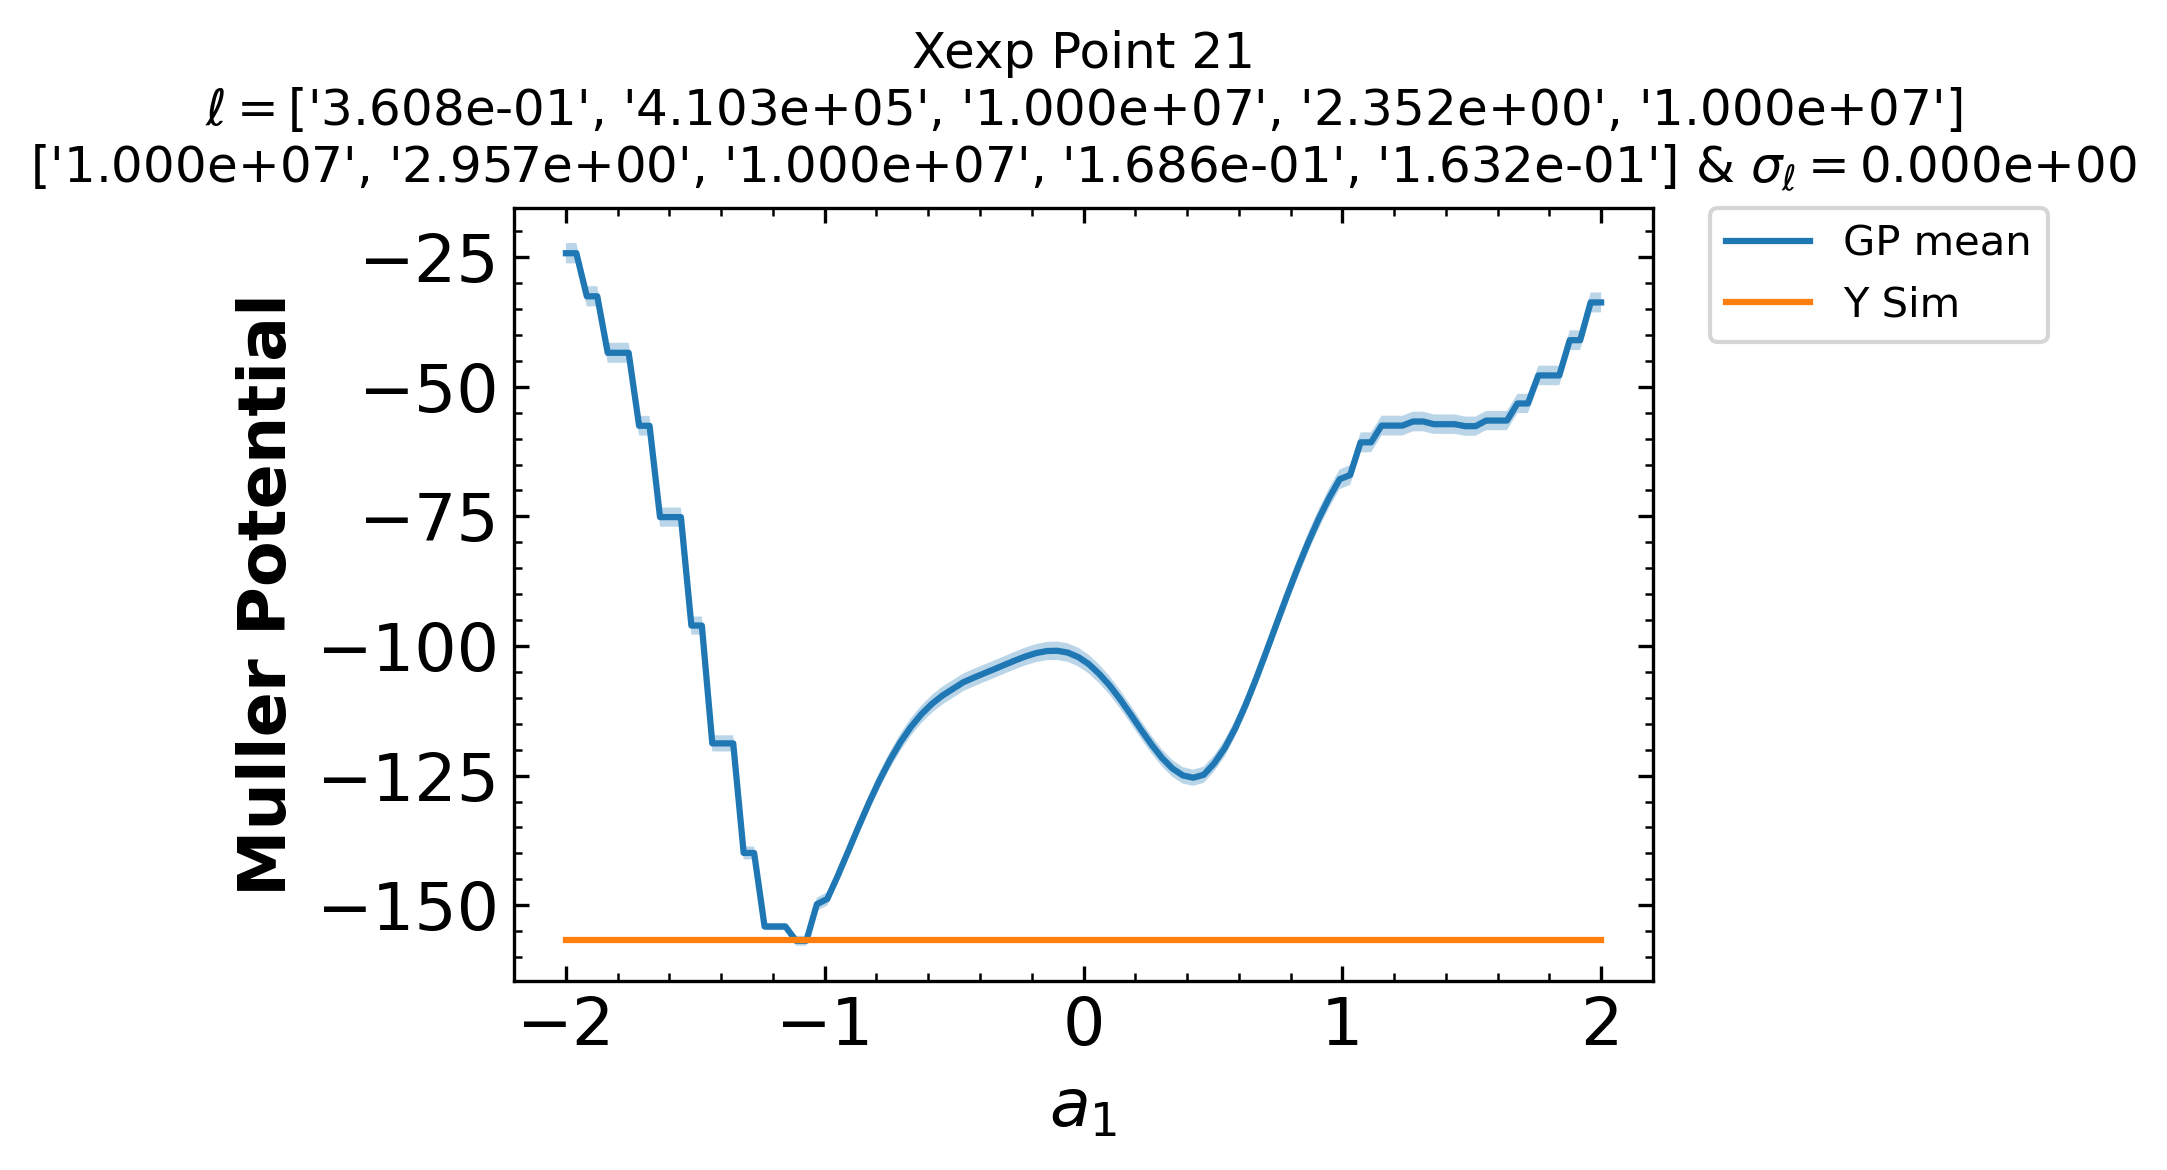 Xexp Point 21
ℓ = ['3.608e-01', '4.103e+05', '1.000e+07', '2.352e+00', '1.000e+07']
['1.000e+07', '2.957e+00', '1.000e+07', '1.686e-01', '1.632e-01'] & σℓ = 0.000e+00
GP mean
Y Sim
Muller Potential
−25
−50
−75
−100
−125
−150
−2 −1 0 1 2
a₁